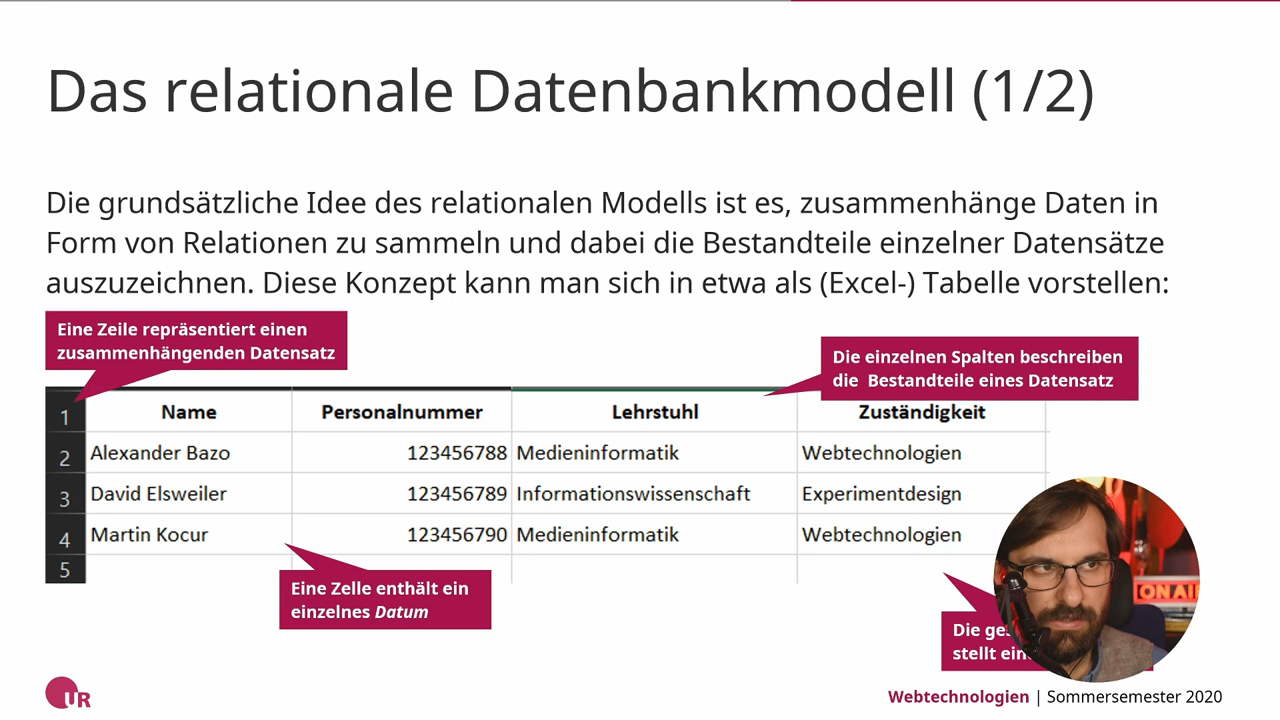 Das relationale Datenbankmodell (1/2)
Die grundsätzliche Idee des relationalen Modells ist es, zusammenhänge Daten in
Form von Relationen zu sammeln und dabei die Bestandteile einzelner Datensätze
auszuzeichnen. Diese Konzept kann man sich in etwa als (Excel-) Tabelle vorstellen:
Eine Zeile repräsentiert einen
zusammenhängenden Datensatz
Die einzelnen Spalten beschreiben
die Bestandteile eines Datensatz
1 Name Personalnummer Lehrstuhl Zuständigkeit
2 Alexander Bazo 123456788 Medieninformatik Webtechnologien
3 David Elsweiler 123456789 Informationswissenschaft Experimentdesign
4 Martin Kocur 123456790 Medieninformatik Webtechnologien
5
Eine Zelle enthält ein
einzelnes Datum
Die
stellt
ON AI
UR
Webtechnologien | Sommersemester 2020